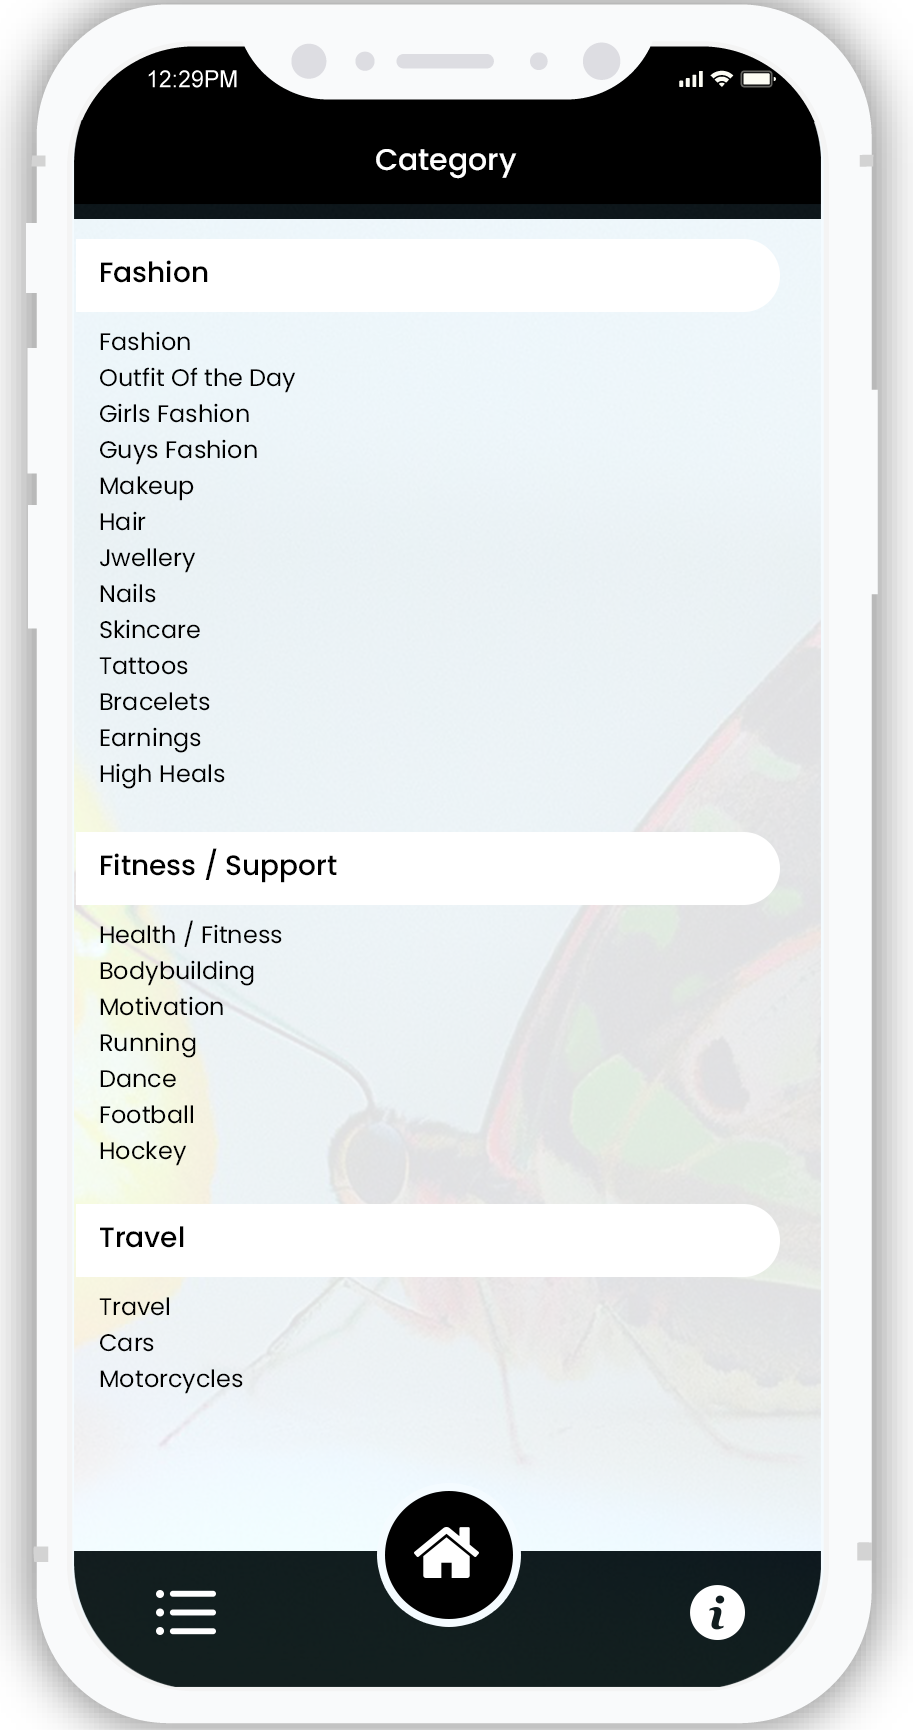 12:29PM
Category
Fashion
Fashion
Outfit Of the Day
Girls Fashion
Guys Fashion
Makeup
Hair
Jwellery
Nails
Skincare
Tattoos
Bracelets
Earnings
High Heals
Fitness / Support
Health / Fitness
Bodybuilding
Motivation
Running
Dance
Football
Hockey
Travel
Travel
Cars
Motorcycles